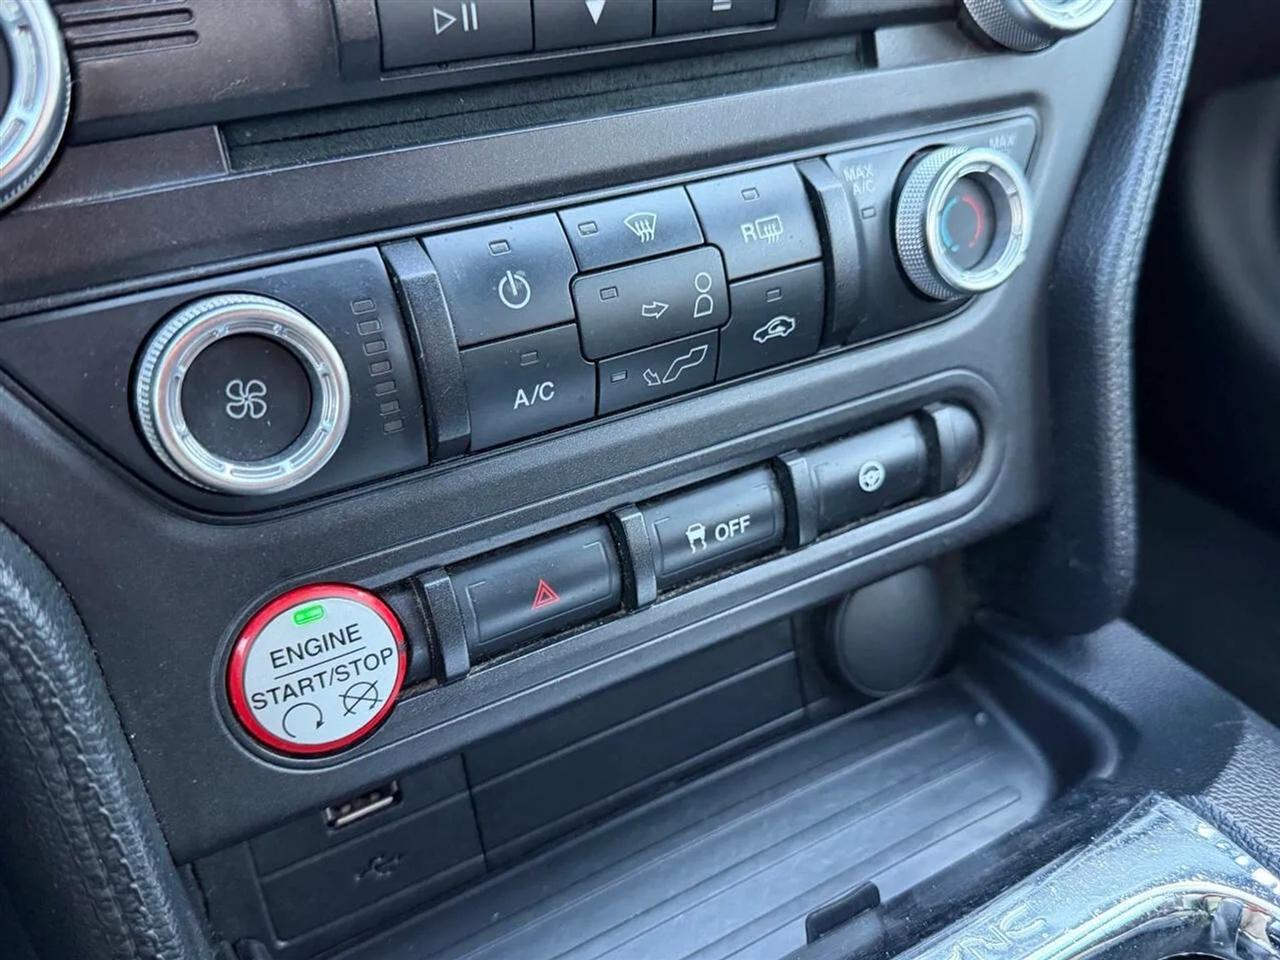 MAX
MAX
A/C
R
A/C
OFF
ENGINE
START/STOP